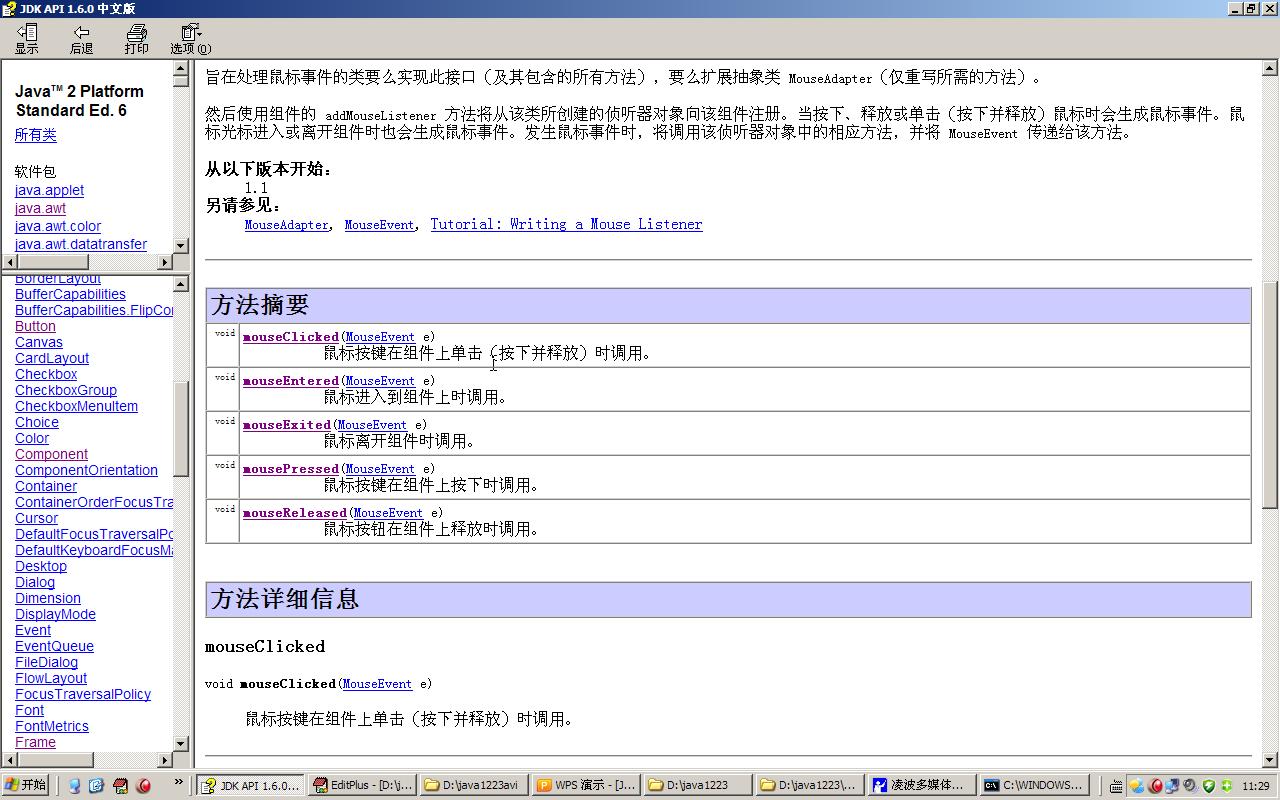 JDK API 1.6.0 中文版
显示 后退 打印 选项(O)
Java™ 2 Platform
Standard Ed. 6
所有类
软件包
java.applet
java.awt
java.awt.color
java.awt.datatransfer
BorderLayout
BufferCapabilities
BufferCapabilities.FlipCon
Button
Canvas
CardLayout
Checkbox
CheckboxGroup
CheckboxMenuItem
Choice
Color
Component
ComponentOrientation
Container
ContainerOrderFocusTra
Cursor
DefaultFocusTraversalPo
DefaultKeyboardFocusMa
Desktop
Dialog
Dimension
DisplayMode
Event
EventQueue
FileDialog
FlowLayout
FocusTraversalPolicy
Font
FontMetrics
Frame
旨在处理鼠标事件的类要么实现此接口（及其包含的所有方法），要么扩展抽象类 MouseAdapter（仅重写所需的方法）。
然后使用组件的 addMouseListener 方法将从该类所创建的侦听器对象向该组件注册。当按下、释放或单击（按下并释放）鼠标时会生成鼠标事件。鼠
标光标进入或离开组件时也会生成鼠标事件。发生鼠标事件时，将调用该侦听器对象中的相应方法，并将 MouseEvent 传递给该方法。
从以下版本开始：
1.1
另请参见：
MouseAdapter, MouseEvent, Tutorial: Writing a Mouse Listener
方法摘要
void mouseClicked(MouseEvent e)
鼠标按键在组件上单击（按下并释放）时调用。
void mouseEntered(MouseEvent e)
鼠标进入到组件上时调用。
void mouseExited(MouseEvent e)
鼠标离开组件时调用。
void mousePressed(MouseEvent e)
鼠标按键在组件上按下时调用。
void mouseReleased(MouseEvent e)
鼠标按钮在组件上释放时调用。
方法详细信息
mouseClicked
void mouseClicked(MouseEvent e)
鼠标按键在组件上单击（按下并释放）时调用。
开始 » JDK API 1.6.0... EditPlus - [D:\j... D:\java1223avi WPS 演示 - [J... D:\java1223 D:\java1223\... 凌波多媒体... C:\WINDOWS... 11:29